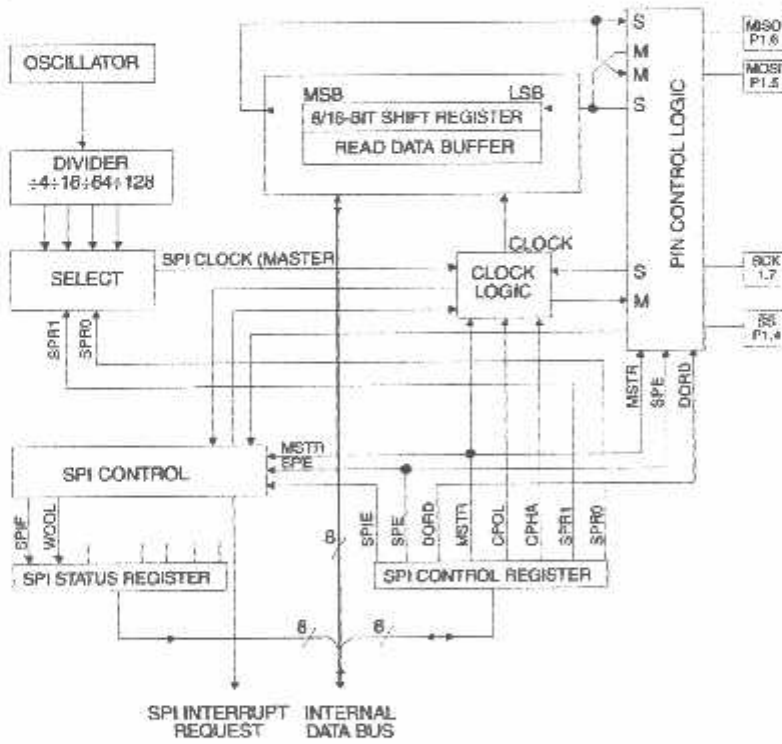 OSCILLATOR
DIVIDER
÷4÷16÷64÷128
SELECT
SPR1
SPR0
SPI CLOCK (MASTER
MSB
LSB
8/16-BIT SHIFT REGISTER
READ DATA BUFFER
CLOCK
CLOCK
LOGIC
S
M
M
S
S
M
PIN CONTROL LOGIC
MISO
P1.6
MOSI
P1.5
SCK
1.7
SS
P1.4
MSTR
SPE
DORD
SPI CONTROL
MSTR
SPE
SPIF
WCOL
SPI STATUS REGISTER
SPIE
SPE
DORD
MSTR
CPOL
CPHA
SPR1
SPR0
SPI CONTROL REGISTER
8
8
8
SPI INTERRUPT
REQUEST
INTERNAL
DATA BUS